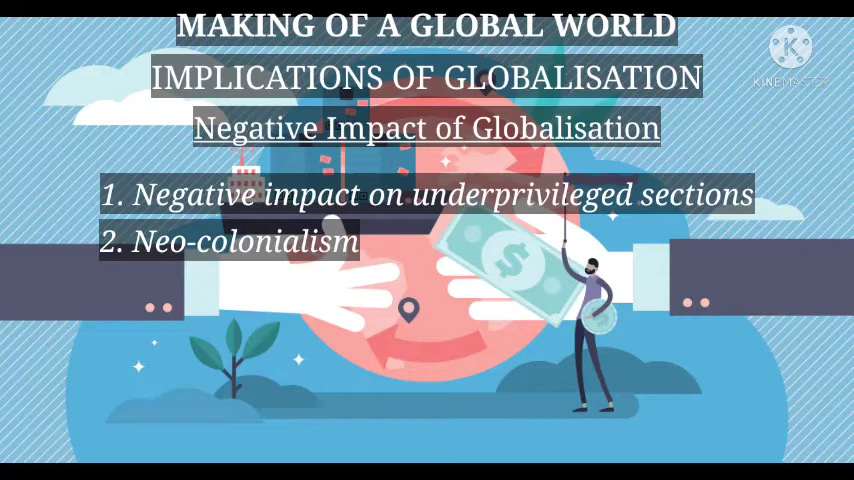 MAKING OF A GLOBAL WORLD
K
KINEMASTER
IMPLICATIONS OF GLOBALISATION
Negative Impact of Globalisation
1. Negative impact on underprivileged sections
2. Neo-colonialism
$